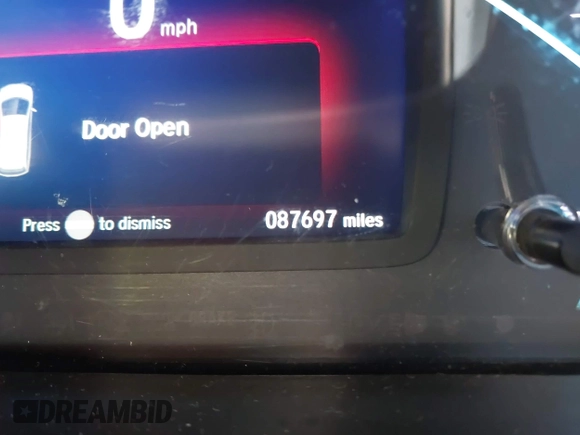 0 mph
Door Open
Press to dismiss
087697 miles
DREAMBID